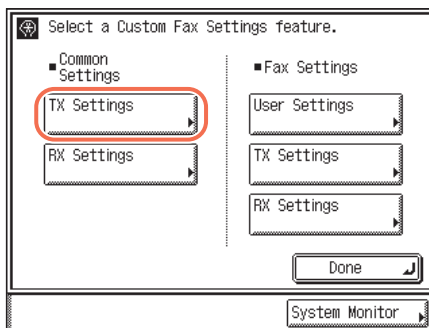 Select a Custom Fax Settings feature.
■Common
Settings
TX Settings
RX Settings
■Fax Settings
User Settings
TX Settings
RX Settings
Done
System Monitor